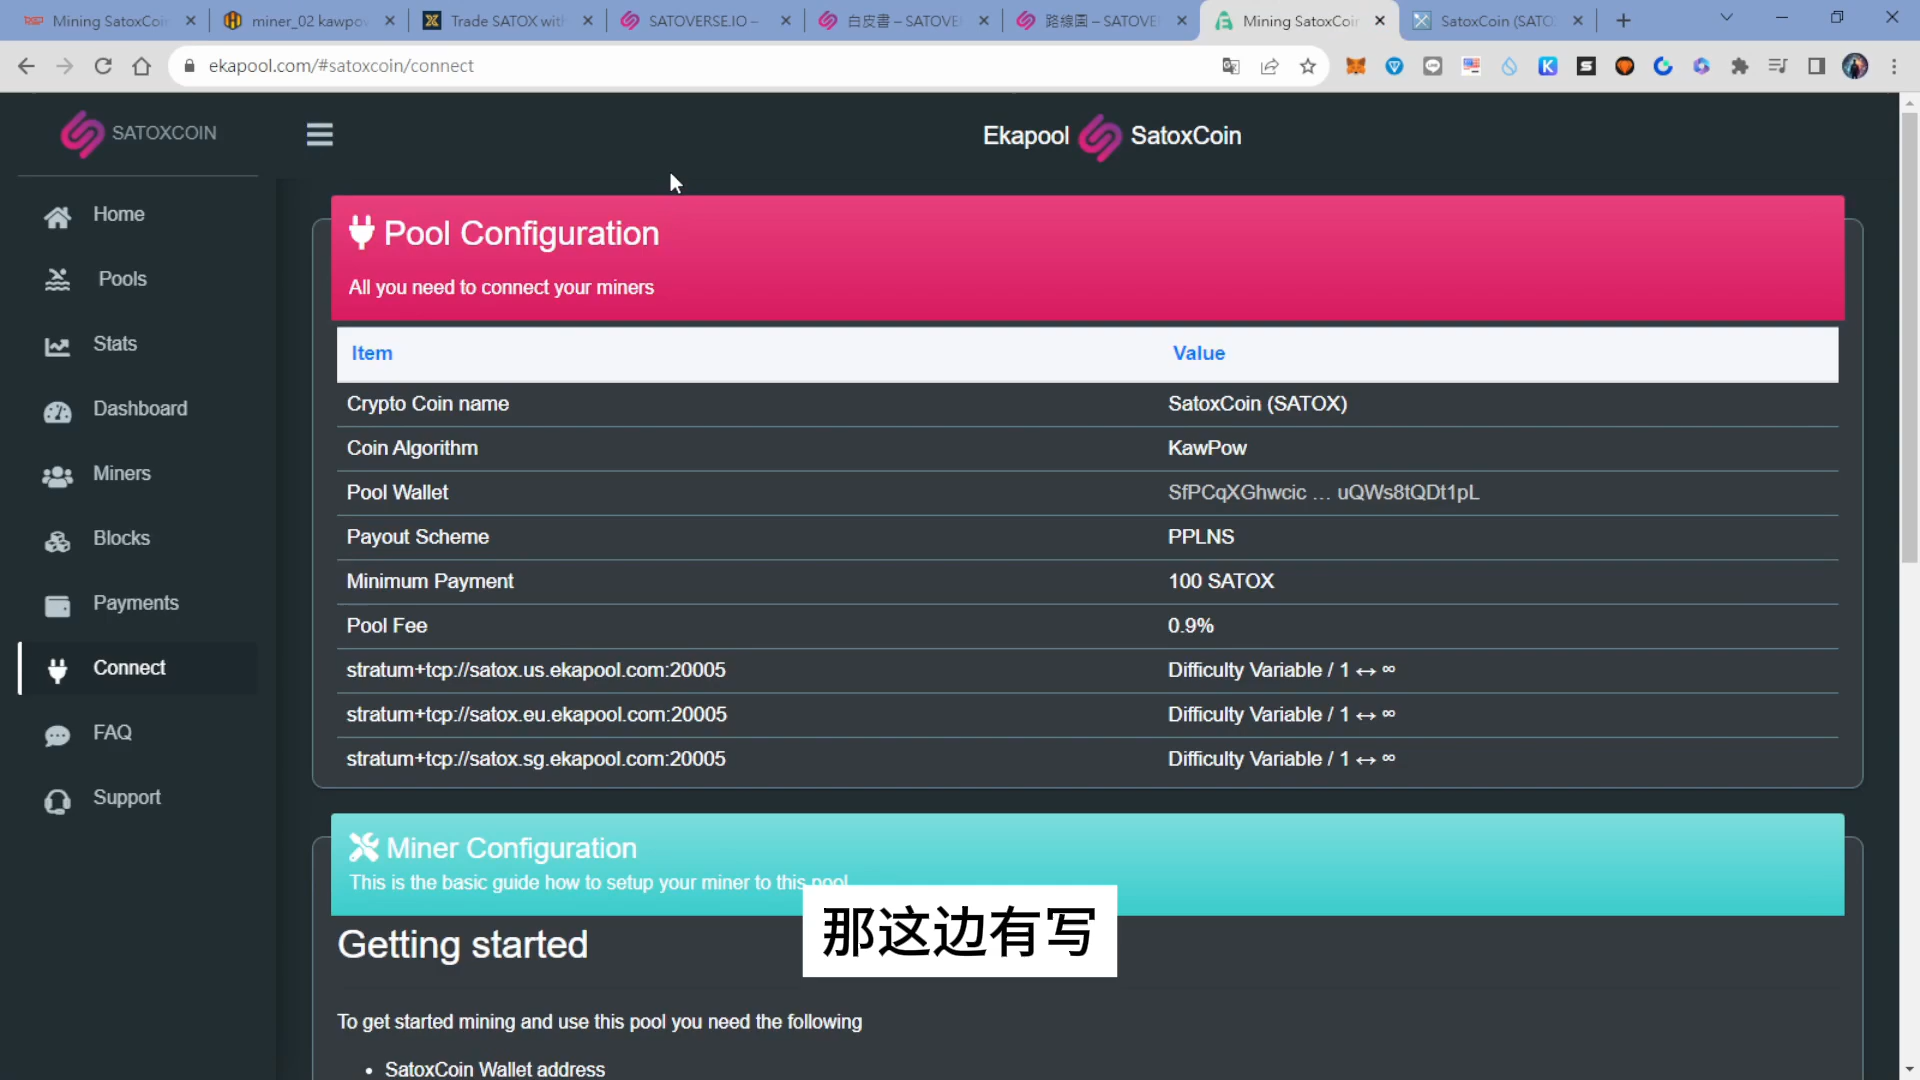 Mining SatoxCoin
miner_02 kawpow
Trade SATOX with
SATOVERSE.IO –
白皮書 – SATOVE
路線圖 – SATOVE
Mining SatoxCoin
SatoxCoin (SATO
ekapool.com/#satoxcoin/connect
SATOXCOIN
Ekapool SatoxCoin
Home
Pools
Stats
Dashboard
Miners
Blocks
Payments
Connect
FAQ
Support
Pool Configuration
All you need to connect your miners
Item Value
Crypto Coin name SatoxCoin (SATOX)
Coin Algorithm KawPow
Pool Wallet SfPCqXGhwcic ... uQWs8tQDt1pL
Payout Scheme PPLNS
Minimum Payment 100 SATOX
Pool Fee 0.9%
stratum+tcp://satox.us.ekapool.com:20005 Difficulty Variable / 1 ↔ ∞
stratum+tcp://satox.eu.ekapool.com:20005 Difficulty Variable / 1 ↔ ∞
stratum+tcp://satox.sg.ekapool.com:20005 Difficulty Variable / 1 ↔ ∞
Miner Configuration
This is the basic guide how to setup your miner to this pool
那这边有写
Getting started
To get started mining and use this pool you need the following
• SatoxCoin Wallet address